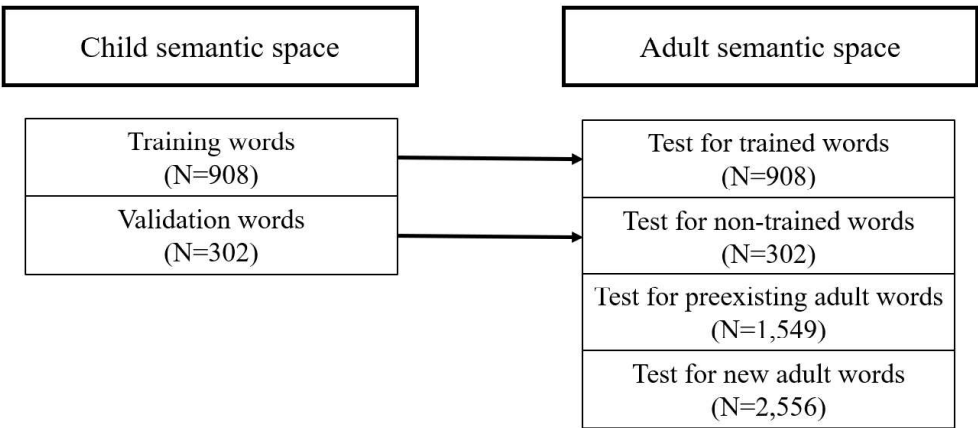 Child semantic space
Adult semantic space
Training words
(N=908)
Validation words
(N=302)
Test for trained words
(N=908)
Test for non-trained words
(N=302)
Test for preexisting adult words
(N=1,549)
Test for new adult words
(N=2,556)